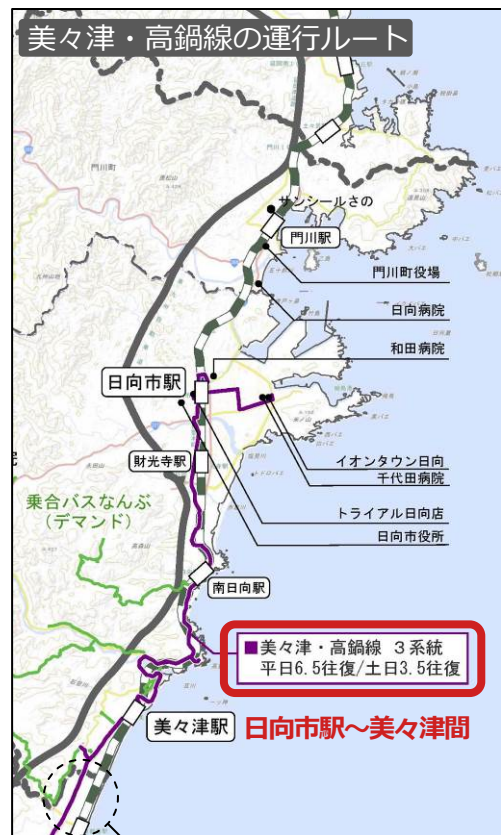 美々津・高鍋線の運行ルート
門川町
サンシールさの
門川駅
門川町役場
日向病院
和田病院
日向市駅
イオンタウン日向
財光寺駅
千代田病院
乗合バスなんぶ
(デマンド)
トライアル日向店
日向市役所
南日向駅
■美々津・高鍋線 3系統
平日6.5往復/土日3.5往復
美々津駅
日向市駅~美々津間